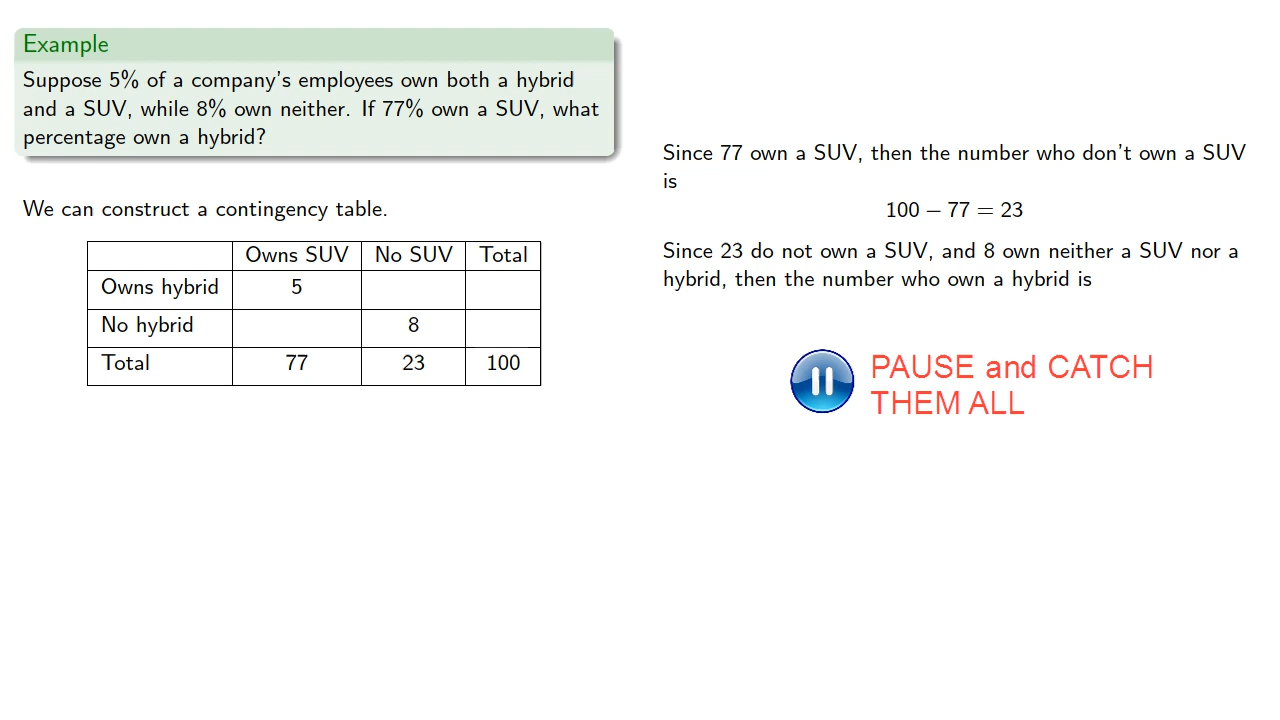 Example
Suppose 5% of a company's employees own both a hybrid
and a SUV, while 8% own neither. If 77% own a SUV, what
percentage own a hybrid?
We can construct a contingency table.
Owns SUV No SUV Total
Owns hybrid 5
No hybrid 8
Total 77 23 100
Since 77 own a SUV, then the number who don't own a SUV
is
100 − 77 = 23
Since 23 do not own a SUV, and 8 own neither a SUV nor a
hybrid, then the number who own a hybrid is
PAUSE and CATCH
THEM ALL